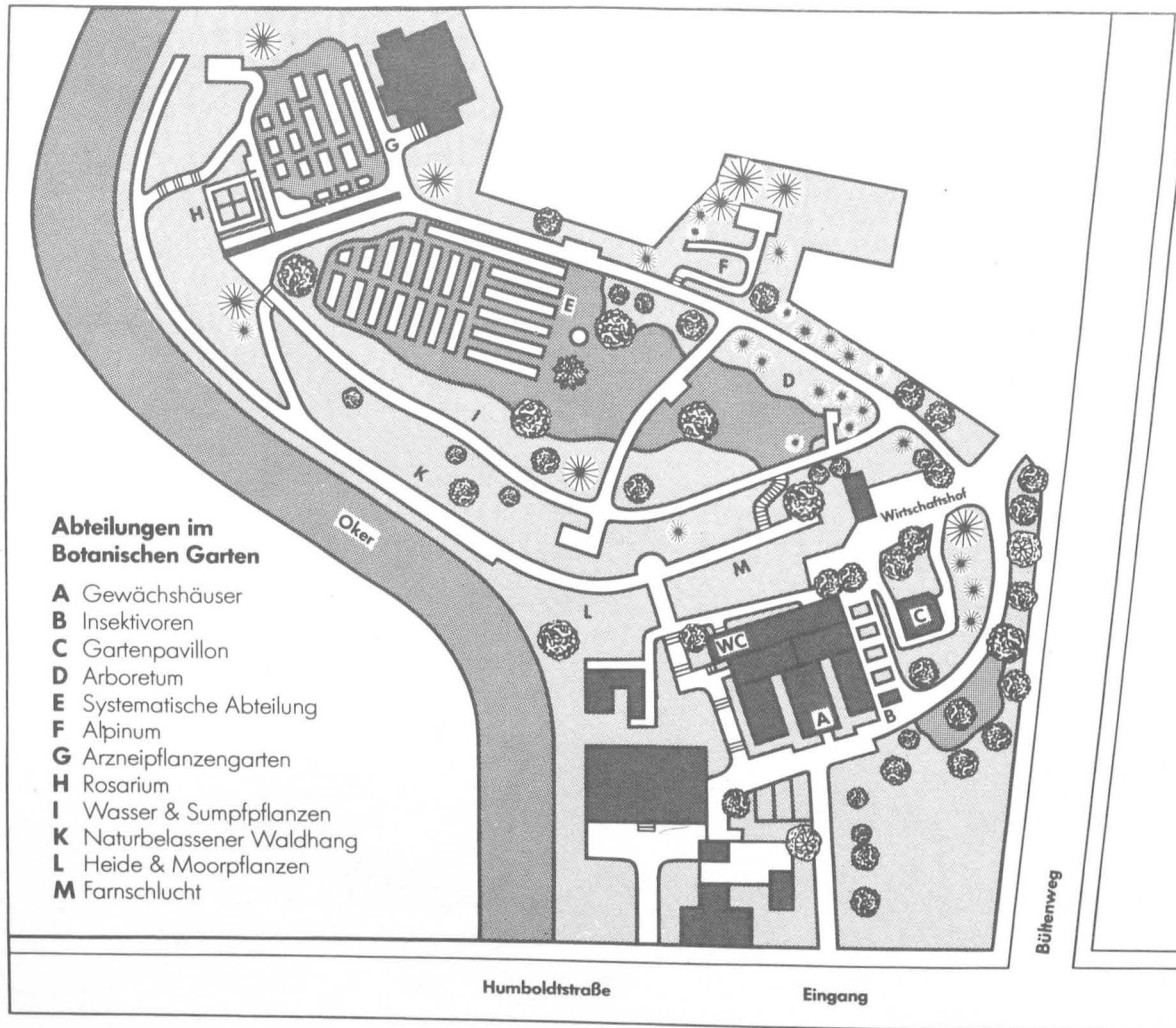 G
H
F
E
D
I
K
Oker
Wirtschaftshof
M
L
C
WC
A
B
Abteilungen im
Botanischen Garten
A Gewächshäuser
B Insektivoren
C Gartenpavillon
D Arboretum
E Systematische Abteilung
F Alpinum
G Arzneipflanzengarten
H Rosarium
I Wasser & Sumpfpflanzen
K Naturbelassener Waldhang
L Heide & Moorpflanzen
M Farnschlucht
Bültenweg
Humboldtstraße
Eingang